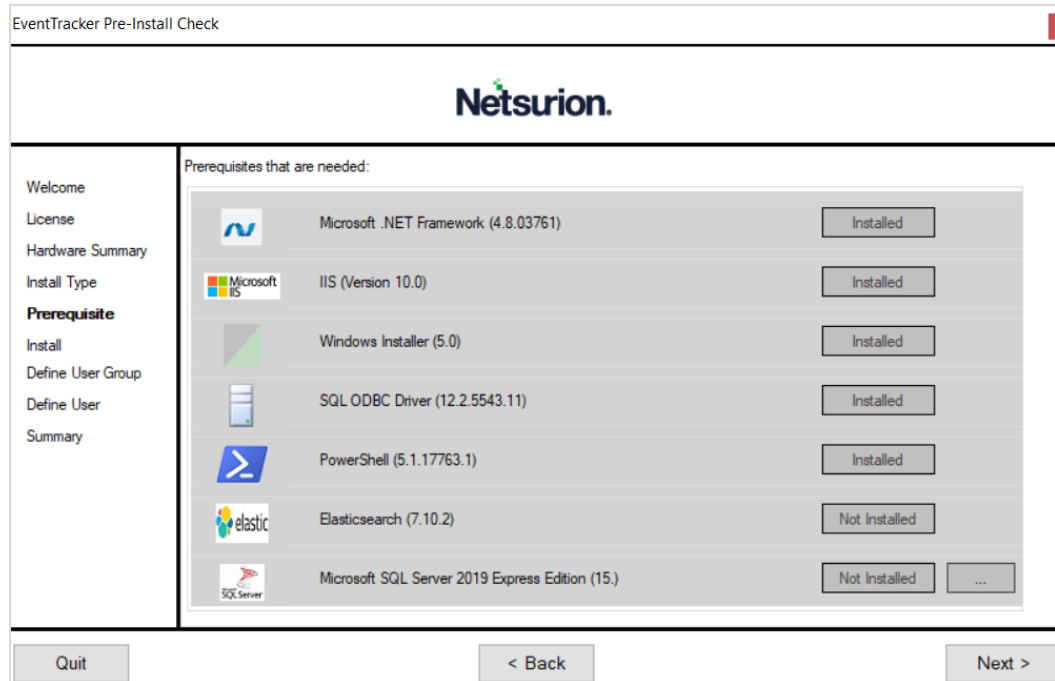 EventTracker Pre-Install Check
Netsurion.
Welcome
License
Hardware Summary
Install Type
Prerequisite
Install
Define User Group
Define User
Summary
Prerequisites that are needed:
Microsoft .NET Framework (4.8.03761)
Installed
Microsoft
IIS
IIS (Version 10.0)
Installed
Windows Installer (5.0)
Installed
SQL ODBC Driver (12.2.5543.11)
Installed
PowerShell (5.1.17763.1)
Installed
elastic
Elasticsearch (7.10.2)
Not Installed
SQL Server
Microsoft SQL Server 2019 Express Edition (15.)
Not Installed
...
Quit
< Back
Next >